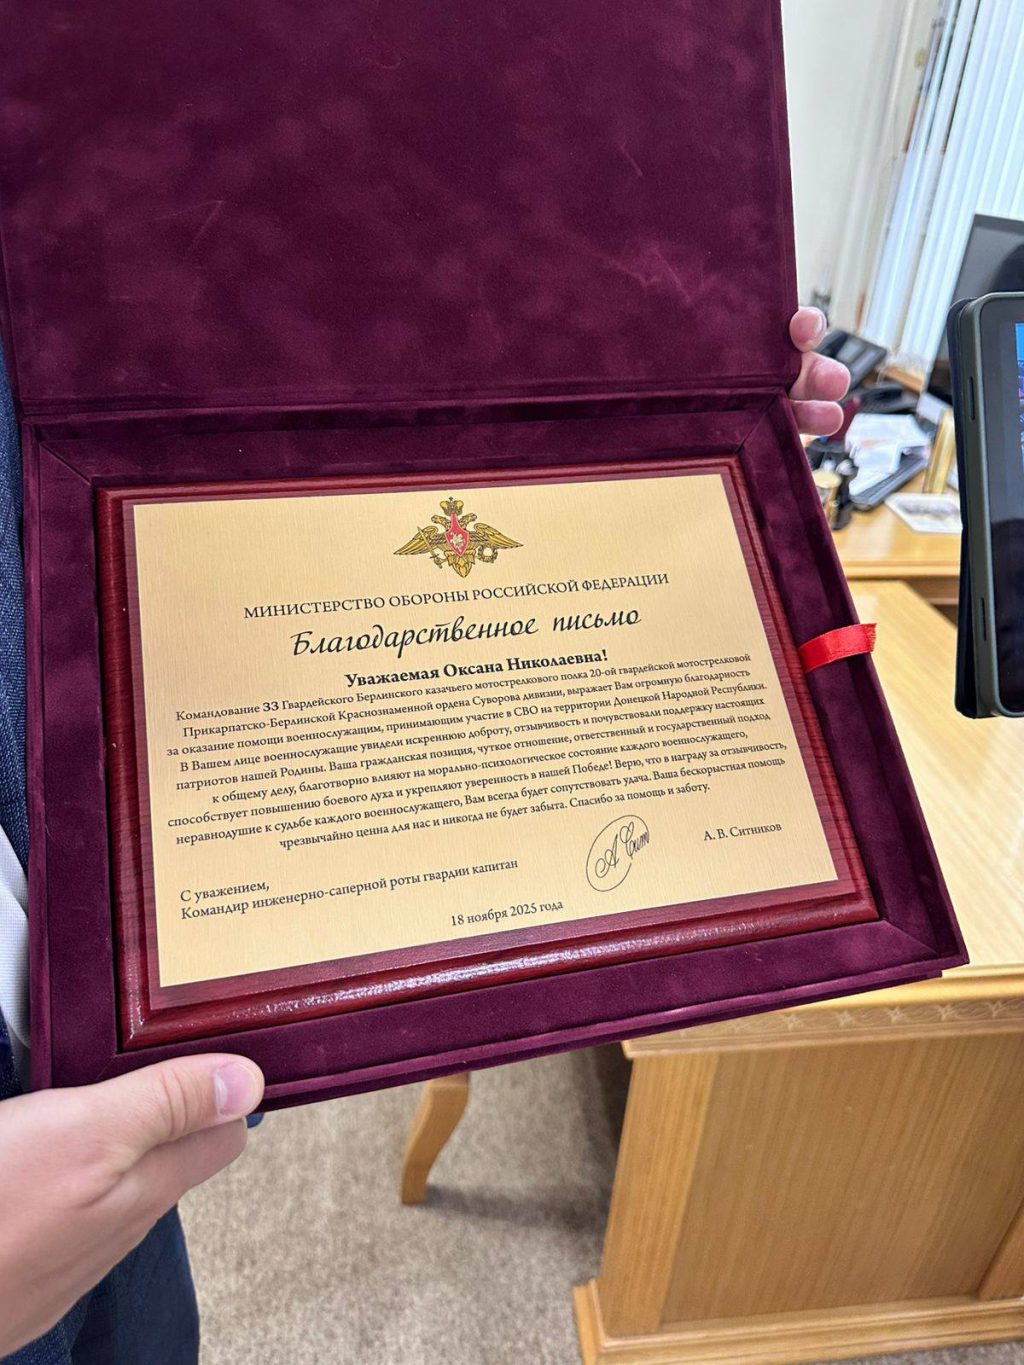 МИНИСТЕРСТВО ОБОРОНЫ РОССИЙСКОЙ ФЕДЕРАЦИИ
Благодарственное письмо
Уважаемая Оксана Николаевна!
Командование 33 Гвардейского Берлинского казачьего мотострелкового полка 20-ой гвардейской мотострелковой
Прикарпатско-Берлинской Краснознаменной ордена Суворова дивизии, выражает Вам огромную благодарность
за оказание помощи военнослужащим, принимающим участие в СВО на территории Донецкой Народной Республики.
В Вашем лице военнослужащие увидели искреннюю доброту, отзывчивость и почувствовали поддержку настоящих
патриотов нашей Родины. Ваша гражданская позиция, чуткое отношение, ответственный и государственный подход
к общему делу, благотворно влияют на морально-психологическое состояние каждого военнослужащего,
способствует повышению боевого духа и укрепляют уверенность в нашей Победе! Верю, что в награду за отзывчивость,
неравнодушие к судьбе каждого военнослужащего, Вам всегда будет сопутствовать удача. Ваша бескорыстная помощь
чрезвычайно ценна для нас и никогда не будет забыта. Спасибо за помощь и заботу.
С уважением,
Командир инженерно-саперной роты гвардии капитан
А Сит
А. В. Ситников
18 ноября 2025 года